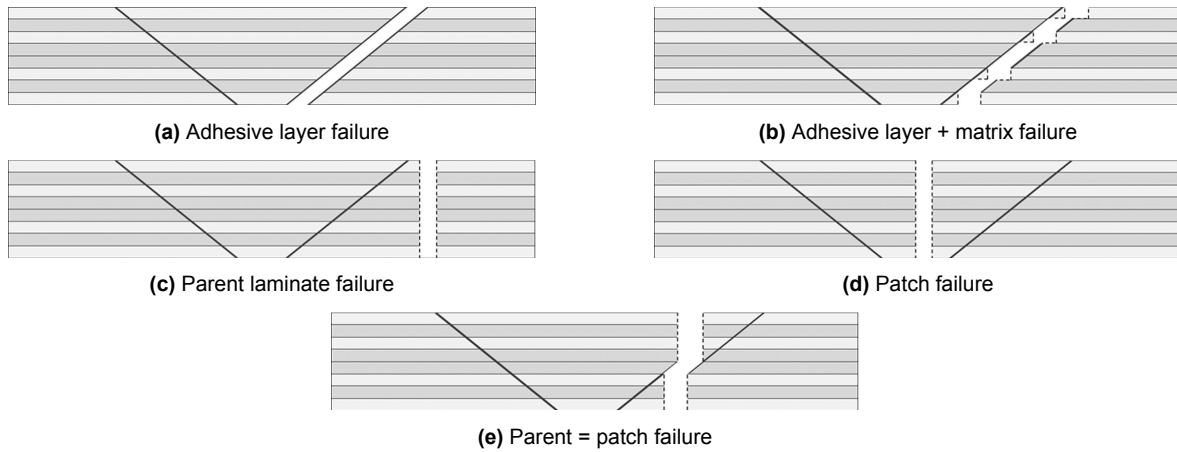 (a) Adhesive layer failure
(b) Adhesive layer + matrix failure
(c) Parent laminate failure
(d) Patch failure
(e) Parent = patch failure